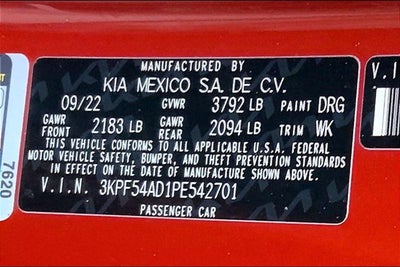 MANUFACTURED BY
KIA MEXICO S.A. DE C.V.
09/22 GVWR 3792 LB PAINT DRG
GAWR FRONT 2183 LB GAWR REAR 2094 LB TRIM WK
THIS VEHICLE CONFORMS TO ALL APPLICABLE U.S.A. FEDERAL
MOTOR VEHICLE SAFETY, BUMPER, AND THEFT PREVENTION STANDARDS
IN EFFECT ON THE DATE OF MANUFACTURE SHOWN ABOVE.
V.I.N. 3KPF54AD1PE542701
PASSENGER CAR
7620
V.I